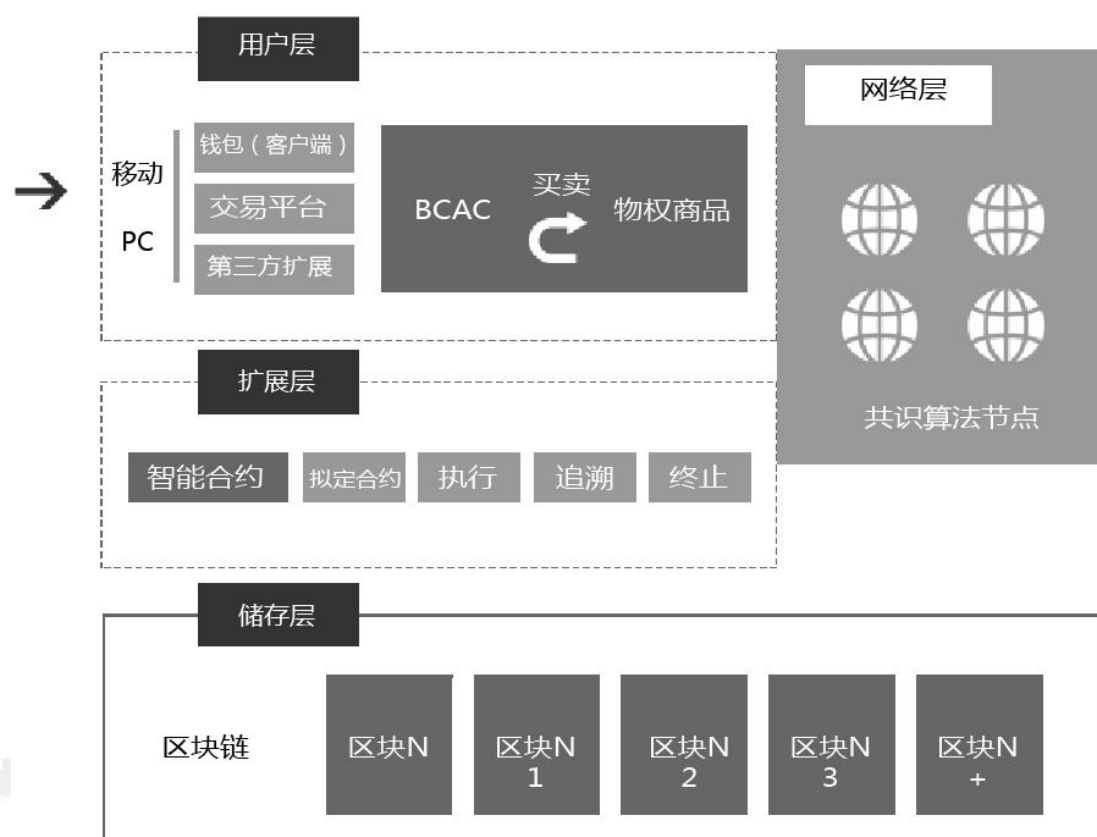 用户层
网络层
移动
PC
钱包（客户端）
交易平台
第三方扩展
BCAC
买卖
物权商品
共识算法节点
扩展层
智能合约
拟定合约
执行
追溯
终止
储存层
区块链
区块N
区块N
1
区块N
2
区块N
3
区块N
+